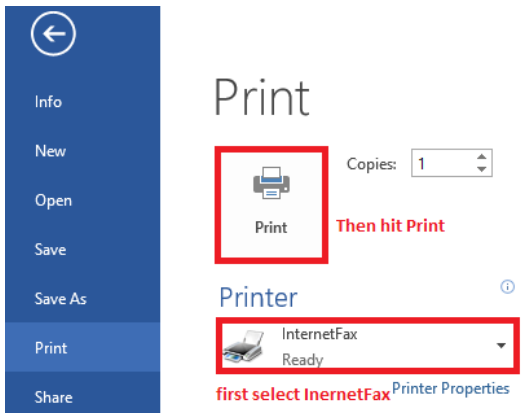 Info
New
Open
Save
Save As
Print
Share
Print
Print
Copies: 1
Then hit Print
Printer
InternetFax
Ready
first select InernetFax
Printer Properties